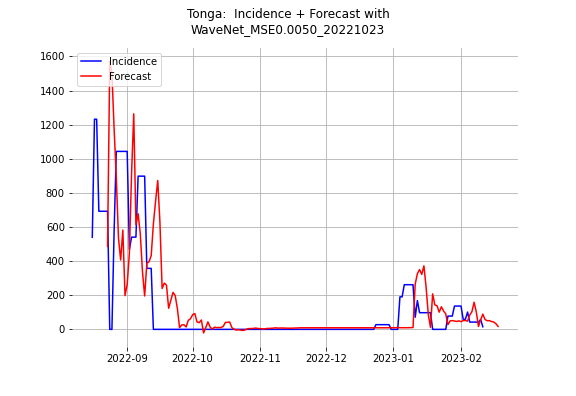 Tonga: Incidence + Forecast with
WaveNet_MSE0.0050_20221023
Incidence
Forecast
1600
1400
1200
1000
800
600
400
200
0
2022-09 2022-10 2022-11 2022-12 2023-01 2023-02